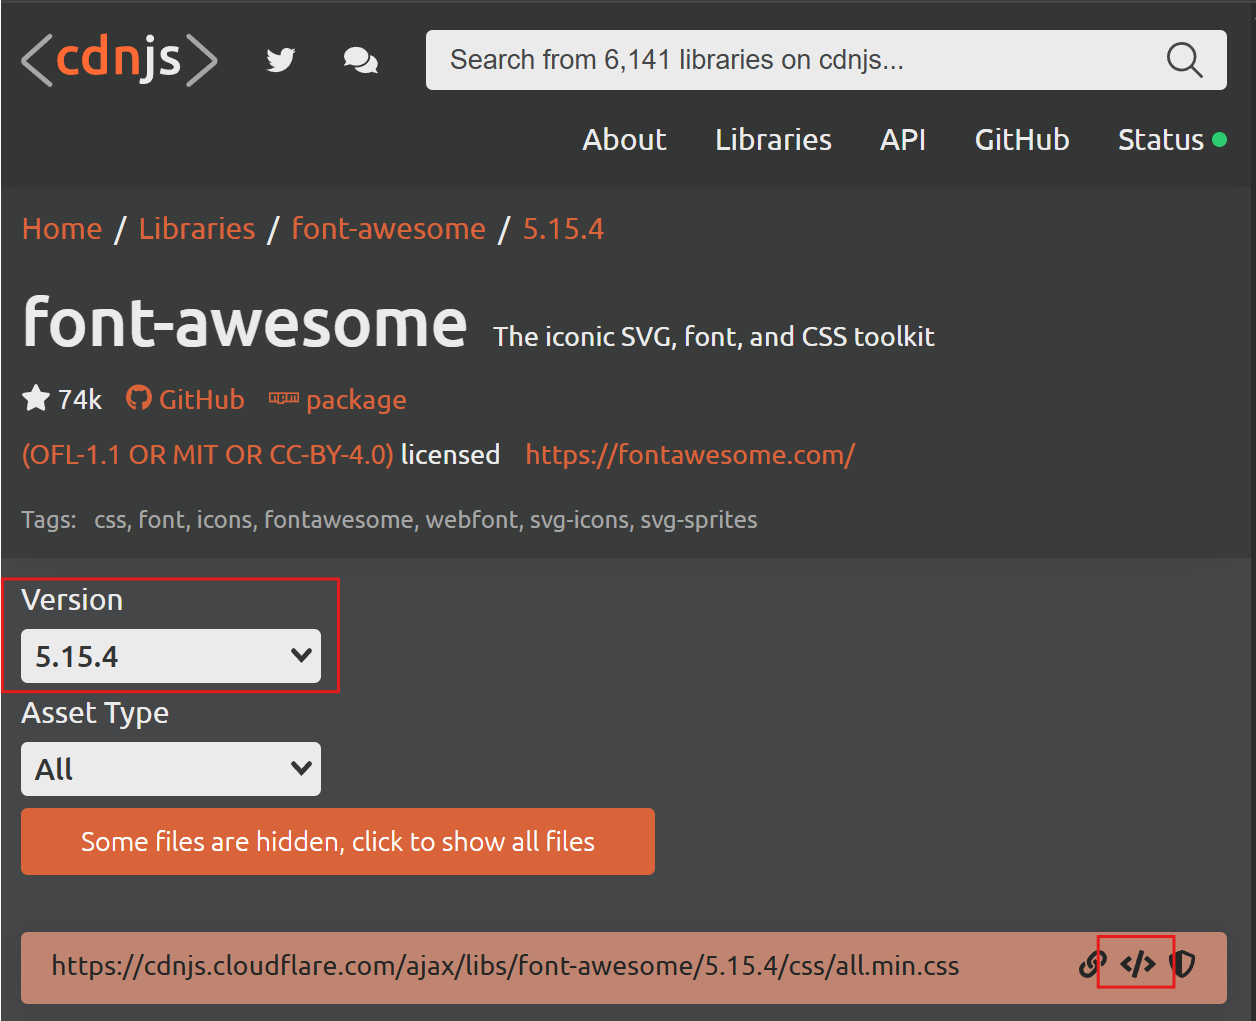 <cdnjs>
Search from 6,141 libraries on cdnjs...
About Libraries API GitHub Status
Home / Libraries / font-awesome / 5.15.4
font-awesome The iconic SVG, font, and CSS toolkit
74k GitHub npm package
(OFL-1.1 OR MIT OR CC-BY-4.0) licensed https://fontawesome.com/
Tags: css, font, icons, fontawesome, webfont, svg-icons, svg-sprites
Version
5.15.4
Asset Type
All
Some files are hidden, click to show all files
https://cdnjs.cloudflare.com/ajax/libs/font-awesome/5.15.4/css/all.min.css </>